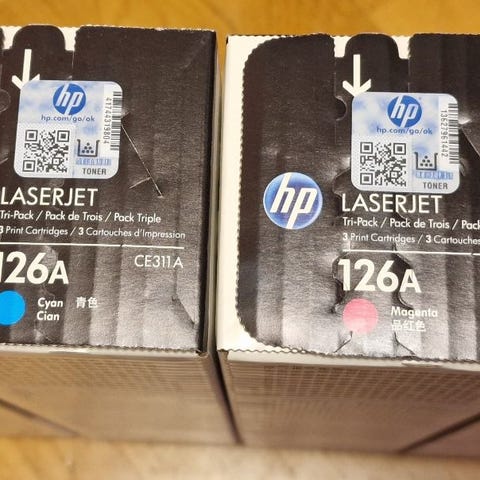 hp
hp.com/go/ok
41774431980A
TONER
LASERJET
Tri-Pack / Pack de Trois / Pack Triple
3 Print Cartridges / 3 Cartouches d'Impression
126A
CE311A
Cyan 青色
Cian
hp
hp.com/go/ok
TONER
hp
LASERJET
Tri-Pack / Pack de Trois / Pack
3 Print Cartridges / 3 Cartouches
126A
Magenta
品红色